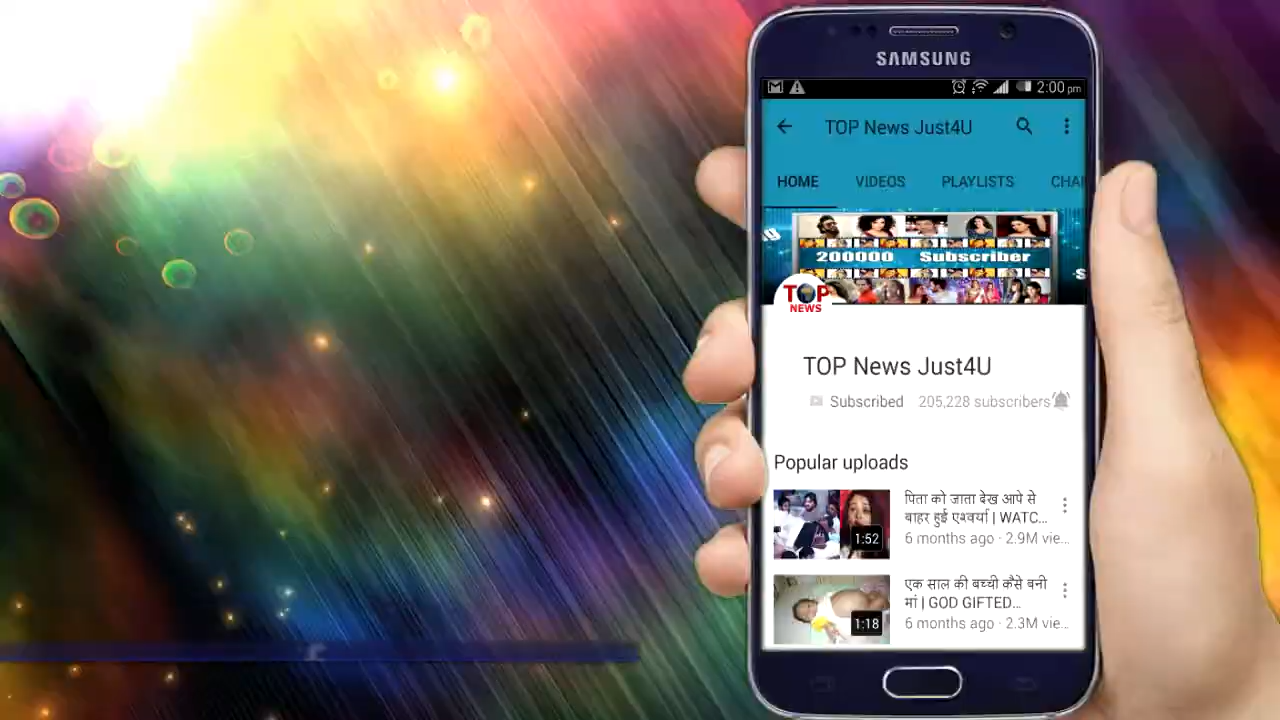 SAMSUNG
2:00 pm
TOP News Just4U
HOME VIDEOS PLAYLISTS CHA
200000 Subscriber
TOP
NEWS
TOP News Just4U
Subscribed 205,228 subscribers
Popular uploads
पिता को जाता देख आपे से
बाहर हुई एश्वर्या | WATC...
6 months ago · 2.9M vie...
1:52
एक साल की बच्ची कैसे बनी
मां | GOD GIFTED...
6 months ago · 2.3M vie...
1:18